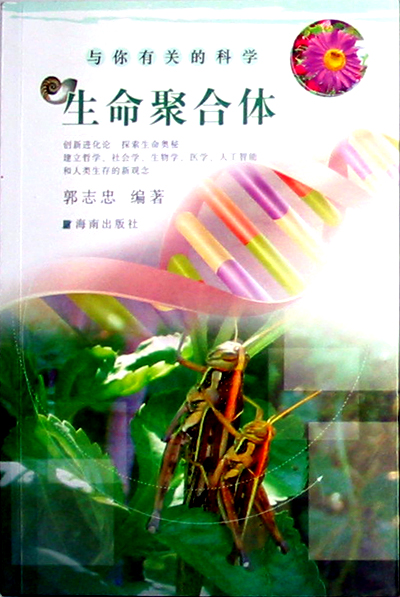 与你有关的科学
生命聚合体
创新进化论 探索生命奥秘
建立哲学、社会学、生物学、医学、人工智能
和人类生存的新观念
郭志忠 编著
海南出版社